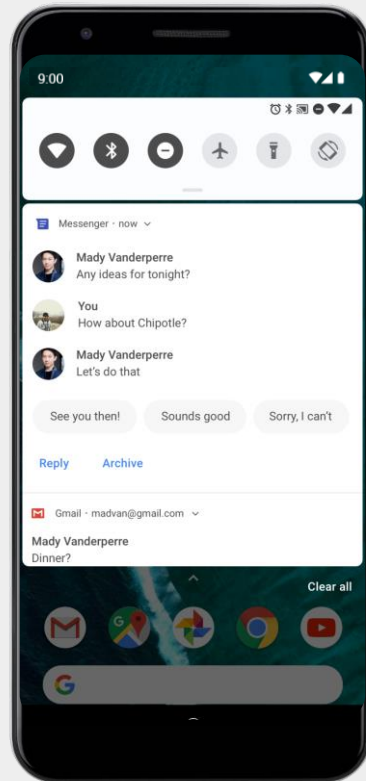 9:00
Messenger · now
Mady Vanderperre
Any ideas for tonight?
You
How about Chipotle?
Mady Vanderperre
Let's do that
See you then! Sounds good Sorry, I can't
Reply Archive
Gmail · madvan@gmail.com
Mady Vanderperre
Dinner?
Clear all
G
G